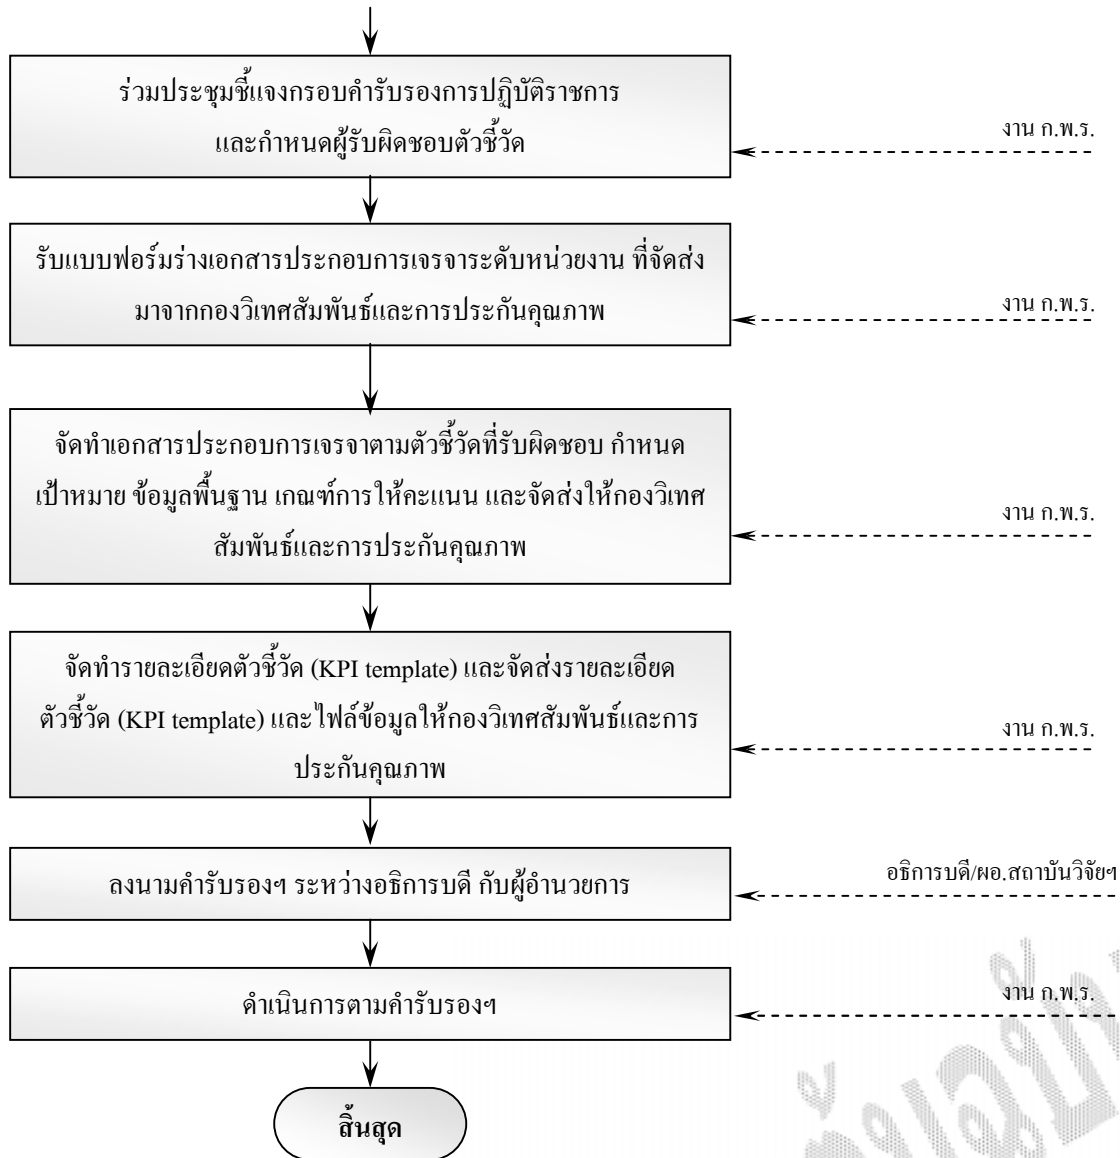 ร่วมประชุมชี้แจงกรอบคำรับรองการปฏิบัติราชการ
และกำหนดผู้รับผิดชอบตัวชี้วัด
งาน ก.พ.ร.
รับแบบฟอร์มร่างเอกสารประกอบการเจรจาระดับหน่วยงาน ที่จัดส่ง
มาจากกองวิเทศสัมพันธ์และการประกันคุณภาพ
งาน ก.พ.ร.
จัดทำเอกสารประกอบการเจรจาตามตัวชี้วัดที่รับผิดชอบ กำหนด
เป้าหมาย ข้อมูลพื้นฐาน เกณฑ์การให้คะแนน และจัดส่งให้กองวิเทศ
สัมพันธ์และการประกันคุณภาพ
งาน ก.พ.ร.
จัดทำรายละเอียดตัวชี้วัด (KPI template) และจัดส่งรายละเอียด
ตัวชี้วัด (KPI template) และไฟล์ข้อมูลให้กองวิเทศสัมพันธ์และการ
ประกันคุณภาพ
งาน ก.พ.ร.
ลงนามคำรับรองฯ ระหว่างอธิการบดี กับผู้อำนวยการ
อธิการบดี/ผอ.สถาบันวิจัยฯ
ดำเนินการตามคำรับรองฯ
งาน ก.พ.ร.
สิ้นสุด